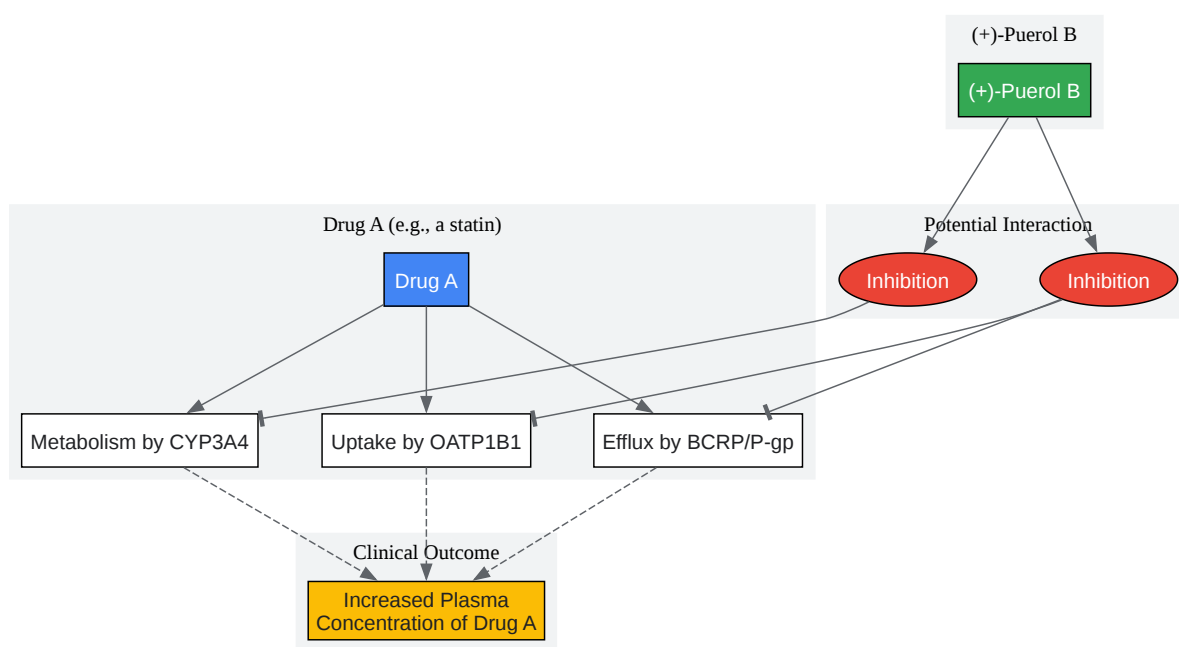 (+)-Puerol B
(+)-Puerol B
Drug A (e.g., a statin)
Potential Interaction
Drug A
Inhibition
Inhibition
Metabolism by CYP3A4
Uptake by OATP1B1
Efflux by BCRP/P-gp
Clinical Outcome
Increased Plasma
Concentration of Drug A